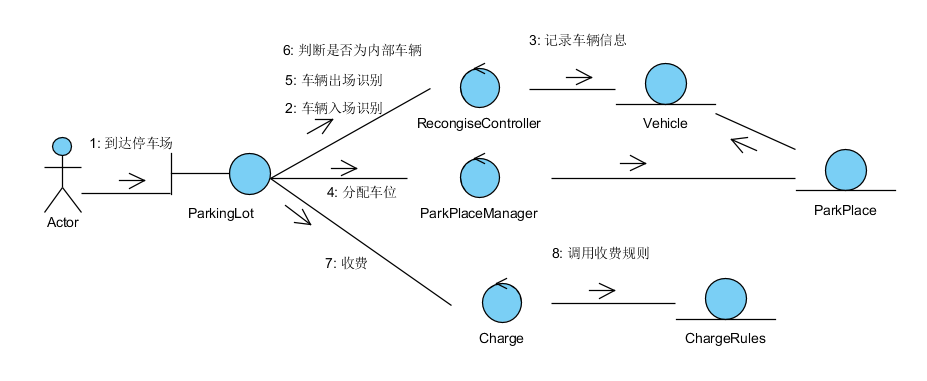 6: 判断是否为内部车辆
3: 记录车辆信息
5: 车辆出场识别
2: 车辆入场识别
RecongiseController
Vehicle
1: 到达停车场
4: 分配车位
Actor
ParkingLot
ParkPlaceManager
ParkPlace
7: 收费
8: 调用收费规则
Charge
ChargeRules